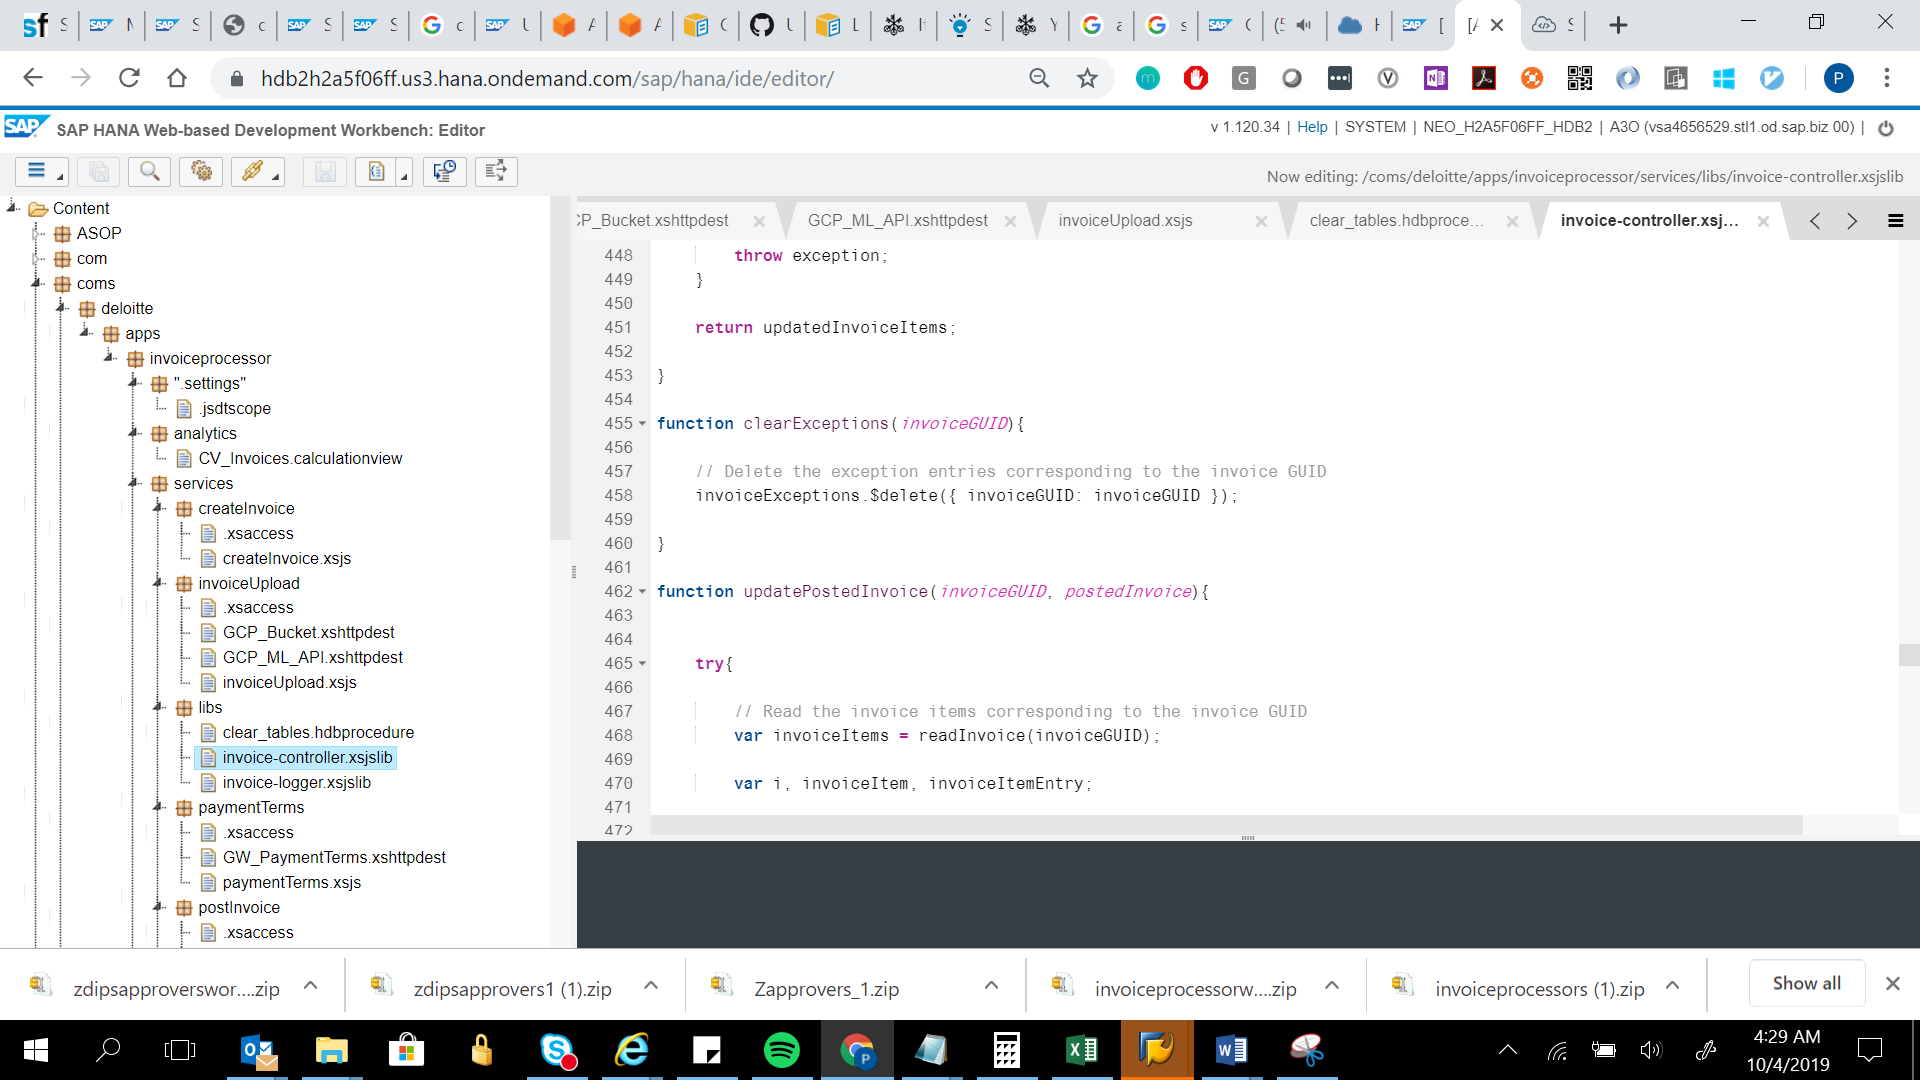 hdb2h2a5f06ff.us3.hana.ondemand.com/sap/hana/ide/editor/
SAP SAP HANA Web-based Development Workbench: Editor
v 1.120.34 | Help | SYSTEM | NEO_H2A5F06FF_HDB2 | A3O (vsa4656529.stl1.od.sap.biz 00) |
Now editing: /coms/deloitte/apps/invoiceprocessor/services/libs/invoice-controller.xsjslib
Content
ASOP
com
coms
deloitte
apps
invoiceprocessor
".settings"
.jsdtscope
analytics
CV_Invoices.calculationview
services
createInvoice
.xsaccess
createInvoice.xsjs
invoiceUpload
.xsaccess
GCP_Bucket.xshttpdest
GCP_ML_API.xshttpdest
invoiceUpload.xsjs
libs
clear_tables.hdbprocedure
invoice-controller.xsjslib
invoice-logger.xsjslib
paymentTerms
.xsaccess
GW_PaymentTerms.xshttpdest
paymentTerms.xsjs
postInvoice
.xsaccess
CP_Bucket.xshttpdest
GCP_ML_API.xshttpdest
invoiceUpload.xsjs
clear_tables.hdbproce...
invoice-controller.xsj...
448 throw exception;
449 }
450
451 return updatedInvoiceItems;
452
453 }
454
455 function clearExceptions(invoiceGUID){
456
457 // Delete the exception entries corresponding to the invoice GUID
458 invoiceExceptions.$delete({ invoiceGUID: invoiceGUID });
459
460 }
461
462 function updatePostedInvoice(invoiceGUID, postedInvoice){
463
464
465 try{
466
467 // Read the invoice items corresponding to the invoice GUID
468 var invoiceItems = readInvoice(invoiceGUID);
469
470 var i, invoiceItem, invoiceItemEntry;
471
472
zdipsapproverswor....zip
zdipsapprovers1 (1).zip
Zapprovers_1.zip
invoiceprocessorw....zip
invoiceprocessors (1).zip
Show all
4:29 AM
10/4/2019